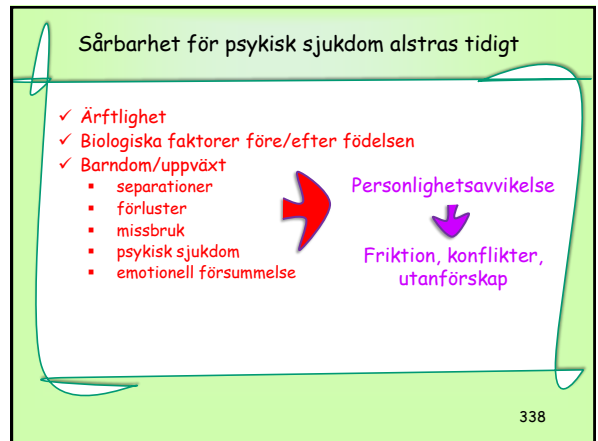 Sårbarhet för psykisk sjukdom alstras tidigt
✓ Ärftlighet
✓ Biologiska faktorer före/efter födelsen
✓ Barndom/uppväxt
▪ separationer
▪ förluster
▪ missbruk
▪ psykisk sjukdom
▪ emotionell försummelse
Personlighetsavvikelse
Friktion, konflikter,
utanförskap
338